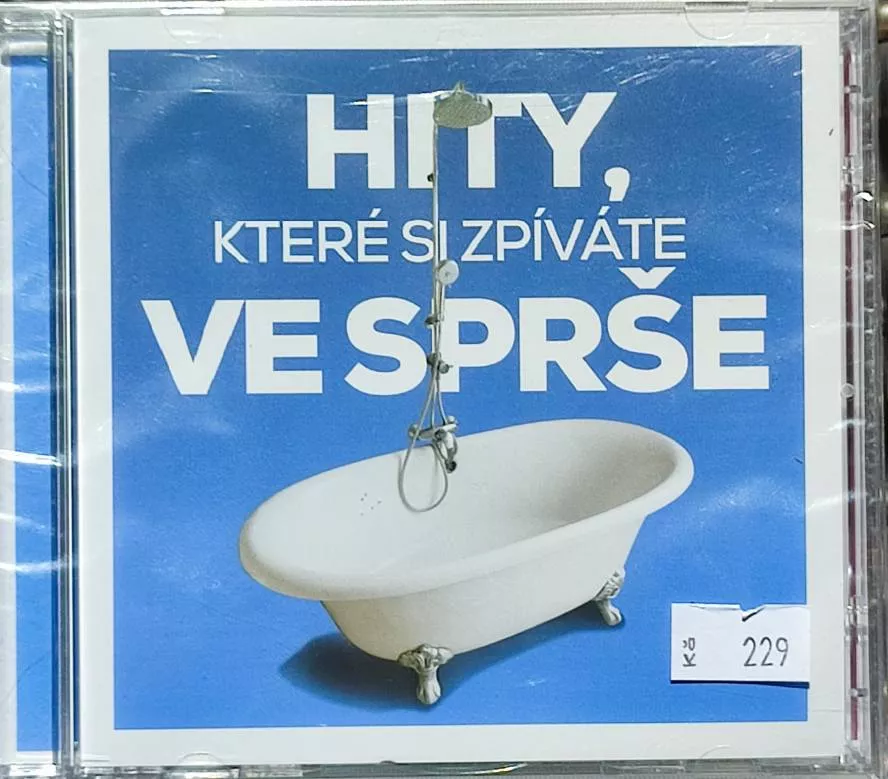 HITY,
KTERÉ SI ZPÍVÁTE
VE SPRŠE
Kč 229